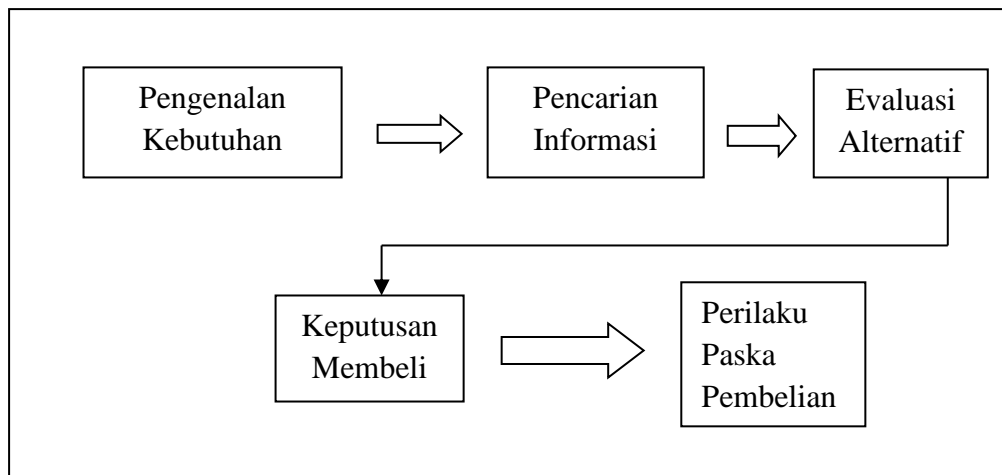 Pengenalan
Kebutuhan
Pencarian
Informasi
Evaluasi
Alternatif
Keputusan
Membeli
Perilaku
Paska
Pembelian